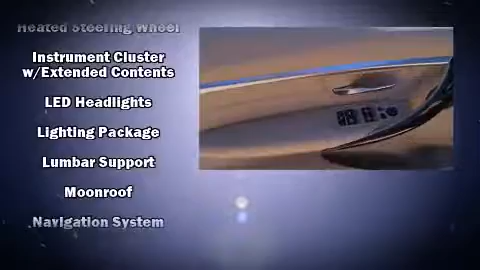 Heated Steering Wheel
Instrument Cluster
w/Extended Contents
LED Headlights
Lighting Package
Lumbar Support
Moonroof
Navigation System